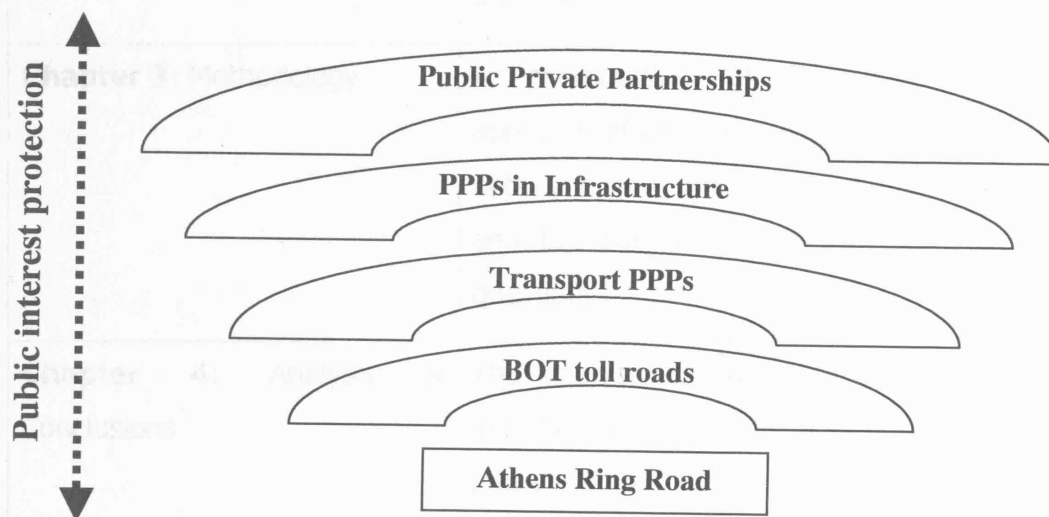 Public interest protection
Public Private Partnerships
PPPs in Infrastructure
Transport PPPs
BOT toll roads
Athens Ring Road
Chapter 3: Methodology
Chapter 4: Analysis